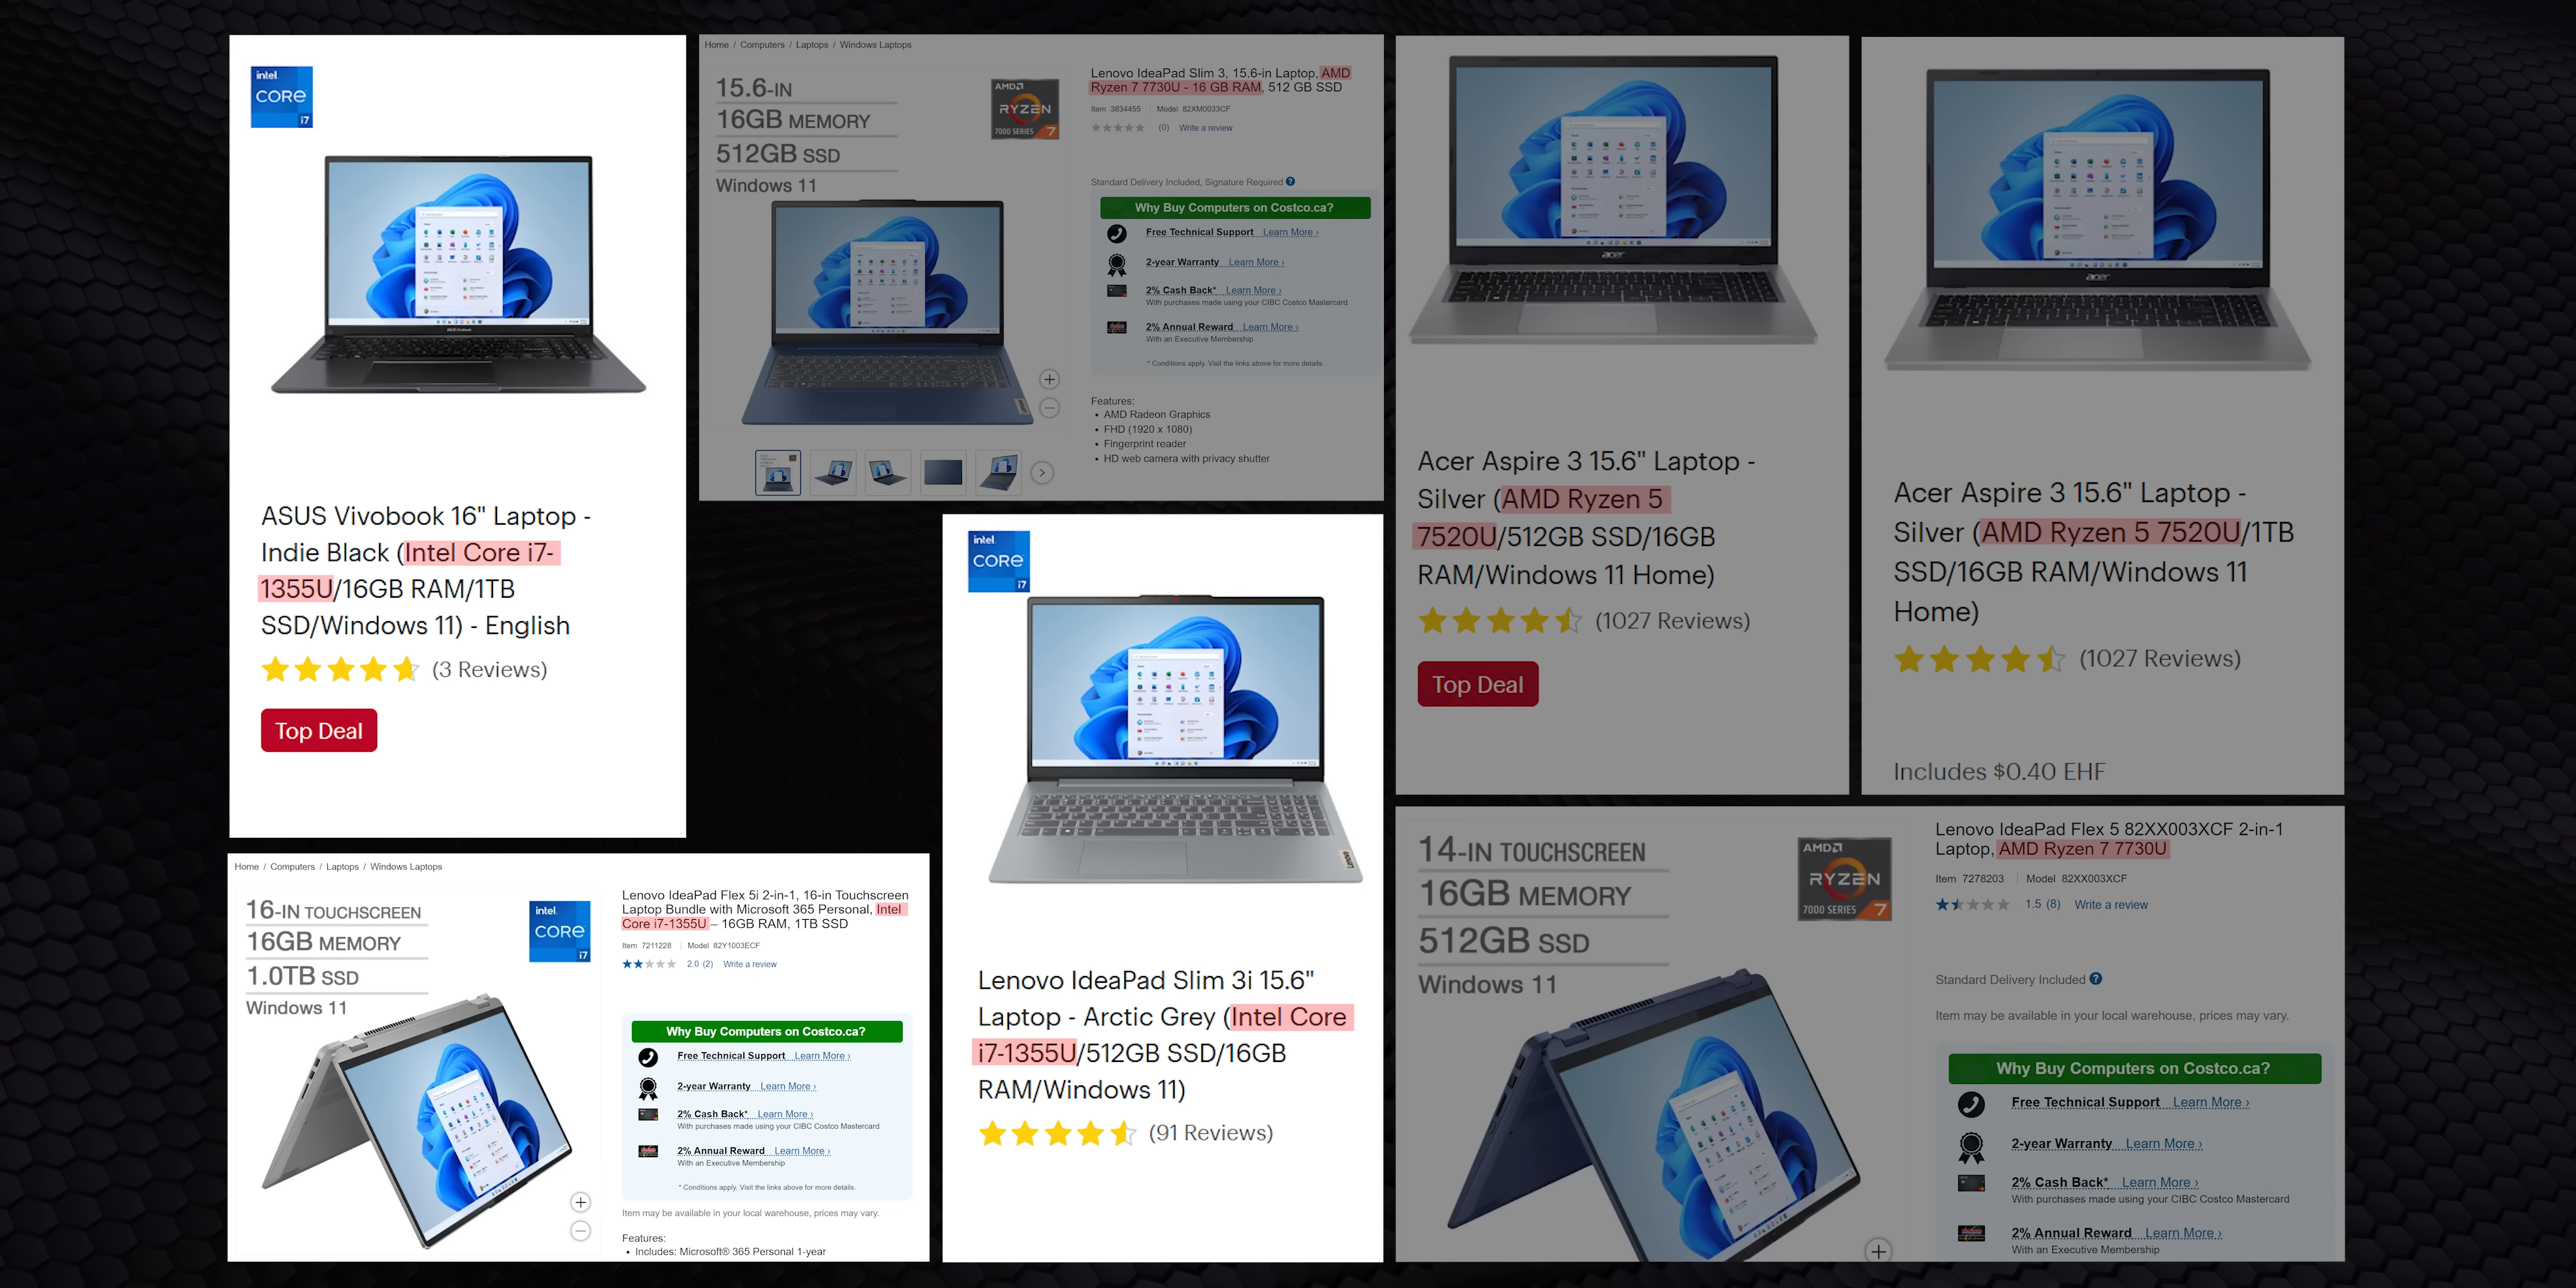 intel
CORE
i7
ASUS Vivobook 16" Laptop -
Indie Black (Intel Core i7-
1355U/16GB RAM/1TB
SSD/Windows 11) - English
(3 Reviews)
Top Deal
Home / Computers / Laptops / Windows Laptops
15.6-IN
16GB MEMORY
512GB SSD
Windows 11
AMD
RYZEN
7000 SERIES 7
Lenovo IdeaPad Slim 3, 15.6-in Laptop, AMD
Ryzen 7 7730U - 16 GB RAM, 512 GB SSD
Item 3834455 | Model 82XM0033CF
(0) Write a review
Standard Delivery Included, Signature Required ?
Why Buy Computers on Costco.ca?
Free Technical Support Learn More ›
2-year Warranty Learn More ›
2% Cash Back* Learn More ›
With purchases made using your CIBC Costco Mastercard
2% Annual Reward Learn More ›
With an Executive Membership
* Conditions apply. Visit the links above for more details.
Features:
• AMD Radeon Graphics
• FHD (1920 x 1080)
• Fingerprint reader
• HD web camera with privacy shutter
acer
Acer Aspire 3 15.6" Laptop -
Silver (AMD Ryzen 5
7520U/512GB SSD/16GB
RAM/Windows 11 Home)
(1027 Reviews)
Top Deal
acer
Acer Aspire 3 15.6" Laptop -
Silver (AMD Ryzen 5 7520U/1TB
SSD/16GB RAM/Windows 11
Home)
(1027 Reviews)
Includes $0.40 EHF
Home / Computers / Laptops / Windows Laptops
16-IN TOUCHSCREEN
16GB MEMORY
1.0TB SSD
Windows 11
intel
CORE
i7
Lenovo IdeaPad Flex 5i 2-in-1, 16-in Touchscreen
Laptop Bundle with Microsoft 365 Personal, Intel
Core i7-1355U – 16GB RAM, 1TB SSD
Item 7211228 | Model 82Y1003ECF
2.0 (2) Write a review
Why Buy Computers on Costco.ca?
Free Technical Support Learn More ›
2-year Warranty Learn More ›
2% Cash Back* Learn More ›
With purchases made using your CIBC Costco Mastercard
2% Annual Reward Learn More ›
With an Executive Membership
* Conditions apply. Visit the links above for more details.
Item may be available in your local warehouse, prices may vary.
Features:
• Includes: Microsoft® 365 Personal 1-year
intel
CORE
i7
Lenovo
Lenovo IdeaPad Slim 3i 15.6"
Laptop - Arctic Grey (Intel Core
i7-1355U/512GB SSD/16GB
RAM/Windows 11)
(91 Reviews)
14-IN TOUCHSCREEN
16GB MEMORY
512GB SSD
Windows 11
AMD
RYZEN
7000 SERIES 7
Lenovo IdeaPad Flex 5 82XX003XCF 2-in-1
Laptop, AMD Ryzen 7 7730U
Item 7278203 | Model 82XX003XCF
1.5 (8) Write a review
Standard Delivery Included ?
Item may be available in your local warehouse, prices may vary.
Why Buy Computers on Costco.ca?
Free Technical Support Learn More ›
2-year Warranty Learn More ›
2% Cash Back* Learn More ›
With purchases made using your CIBC Costco Mastercard
2% Annual Reward Learn More ›
With an Executive Membership